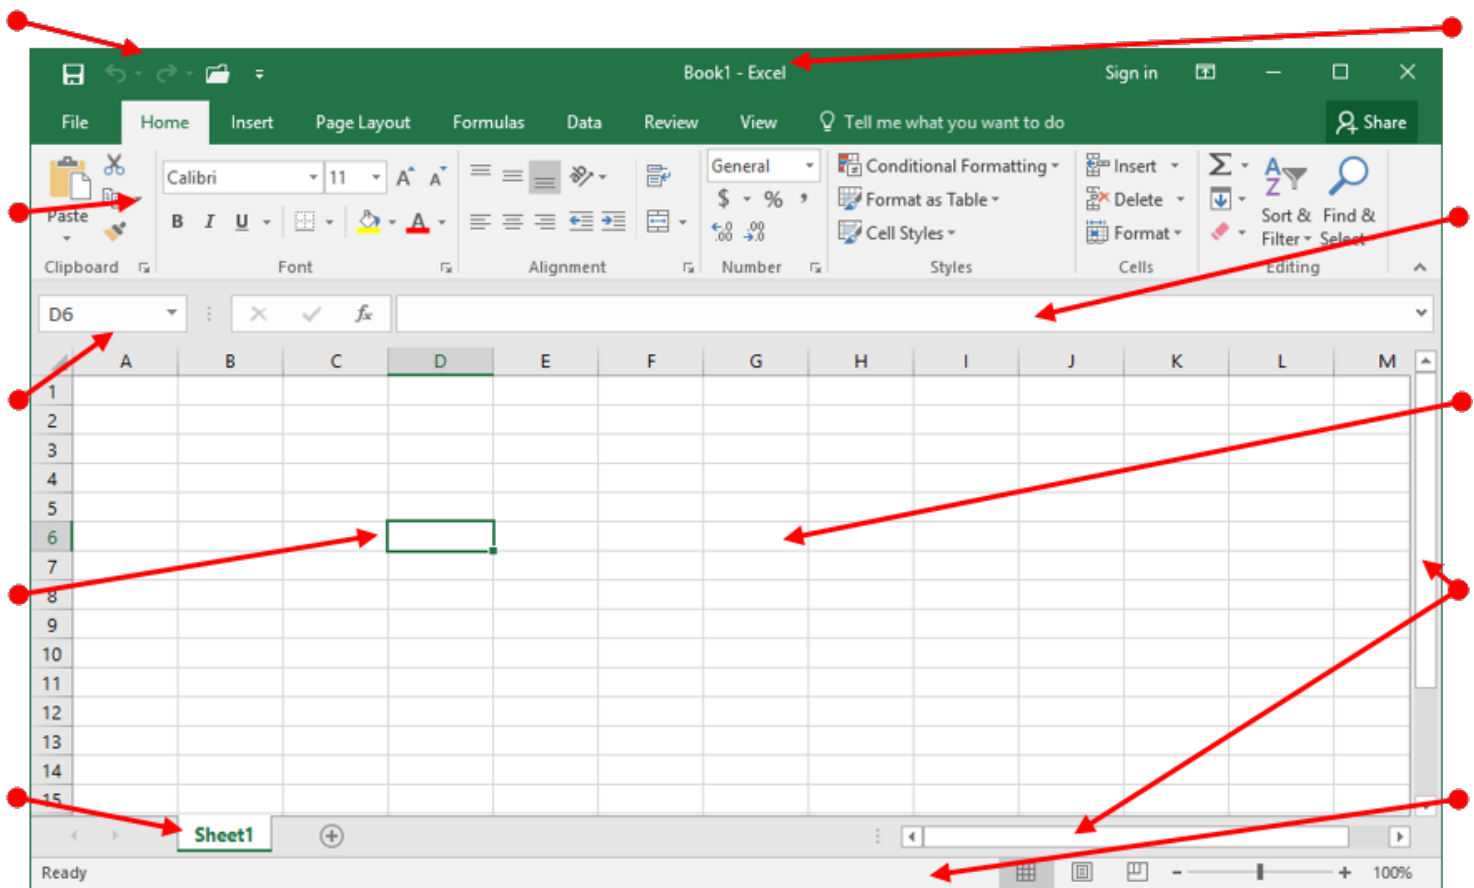 Book1 - Excel Sign in
File Home Insert Page Layout Formulas Data Review View Tell me what you want to do Share
Calibri 11 General Conditional Formatting Insert
Paste $ % , Format as Table Delete Sort & Find &
B I U A Cell Styles Format Filter Select
Clipboard Font Alignment Number Styles Cells Editing
D6 fx
A B C D E F G H I J K L M
1
2
3
4
5
6
7
8
9
10
11
12
13
14
15
Sheet1
Ready 100%